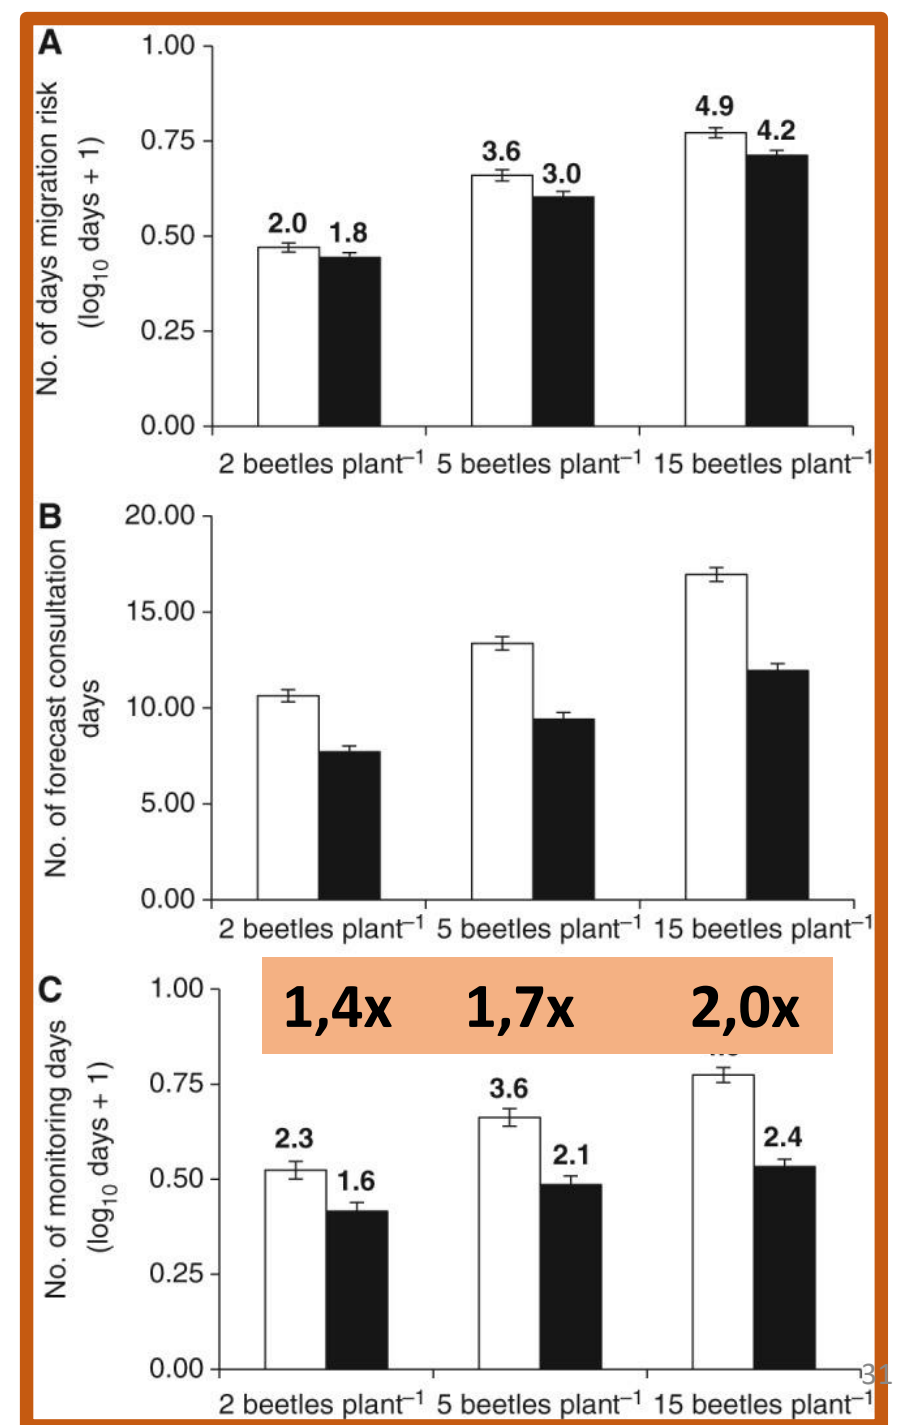 A
No. of days migration risk
(log₁₀ days + 1)
1.00
0.75
0.50
0.25
0.00
2.0
1.8
3.6
3.0
4.9
4.2
2 beetles plant⁻¹ 5 beetles plant⁻¹ 15 beetles plant⁻¹
B
No. of forecast consultation
days
20.00
15.00
10.00
5.00
0.00
2 beetles plant⁻¹ 5 beetles plant⁻¹ 15 beetles plant⁻¹
C
No. of monitoring days
(log₁₀ days + 1)
1.00
0.75
0.50
0.25
0.00
1,4x 1,7x 2,0x
2.3
1.6
3.6
2.1
2.4
2 beetles plant⁻¹ 5 beetles plant⁻¹ 15 beetles plant⁻¹
31